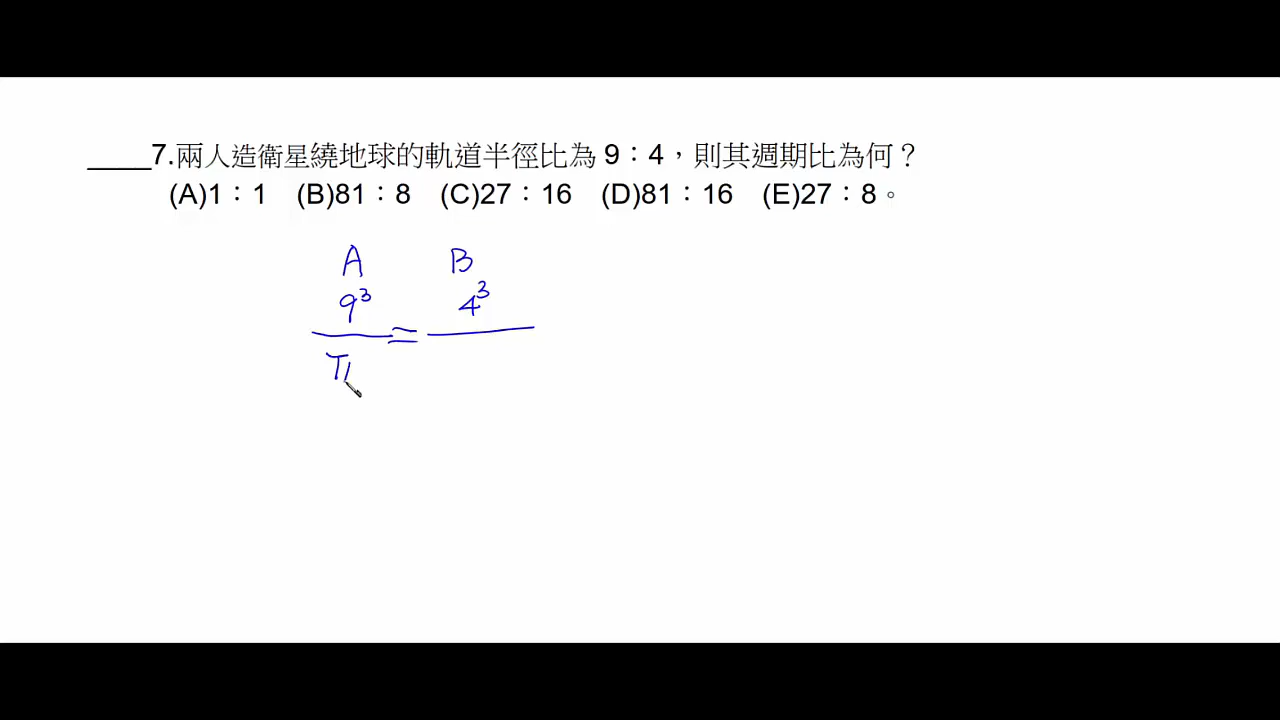 ____7.兩人造衛星繞地球的軌道半徑比為 9：4，則其週期比為何？
(A)1：1 (B)81：8 (C)27：16 (D)81：16 (E)27：8。
A B
9³ = 4³
T1